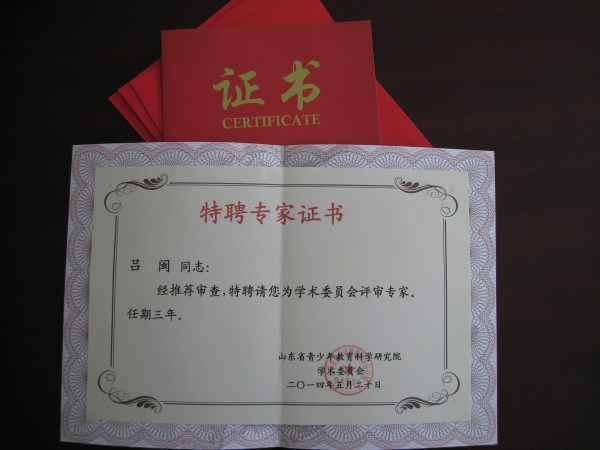 证书
CERTIFICATE
特聘专家证书
吕 闽 同志：
经推荐审查，特聘请您为学术委员会评审专家。
任期三年。
山东省青少年教育科学研究院
学术委员会
二〇一四年五月二十日